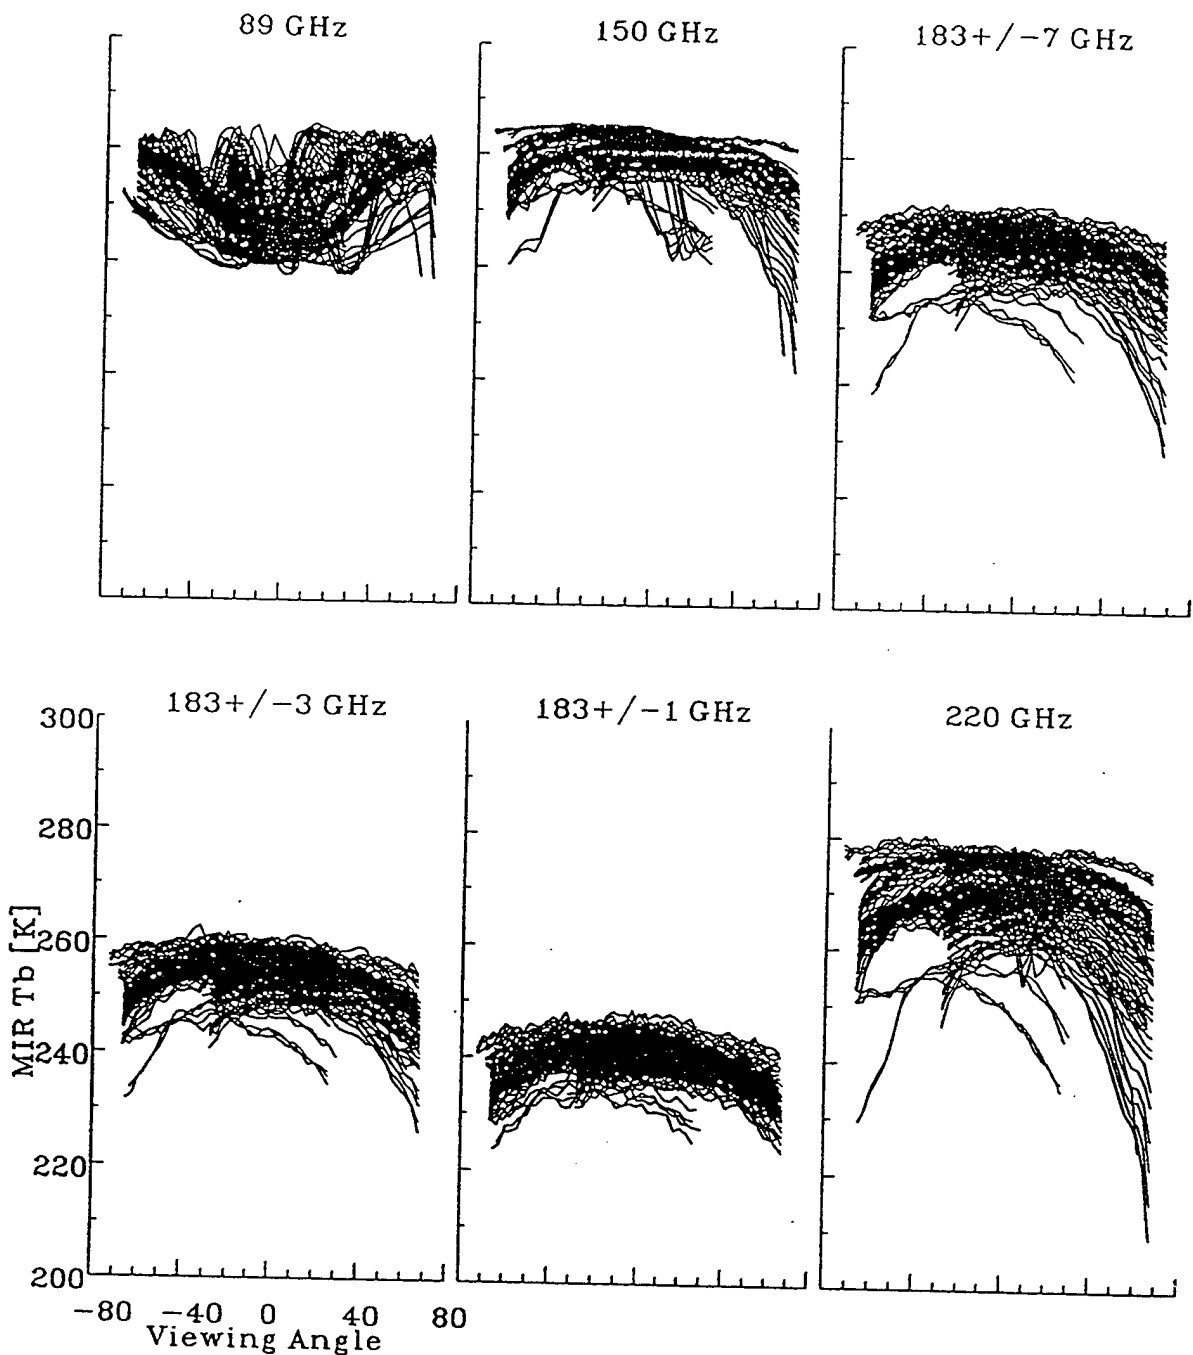 89 GHz
150 GHz
183+/-7 GHz
183+/-3 GHz
183+/-1 GHz
220 GHz
300
280
260
240
220
200
MIR Tb [K]
-80 -40 0 40 80
Viewing Angle